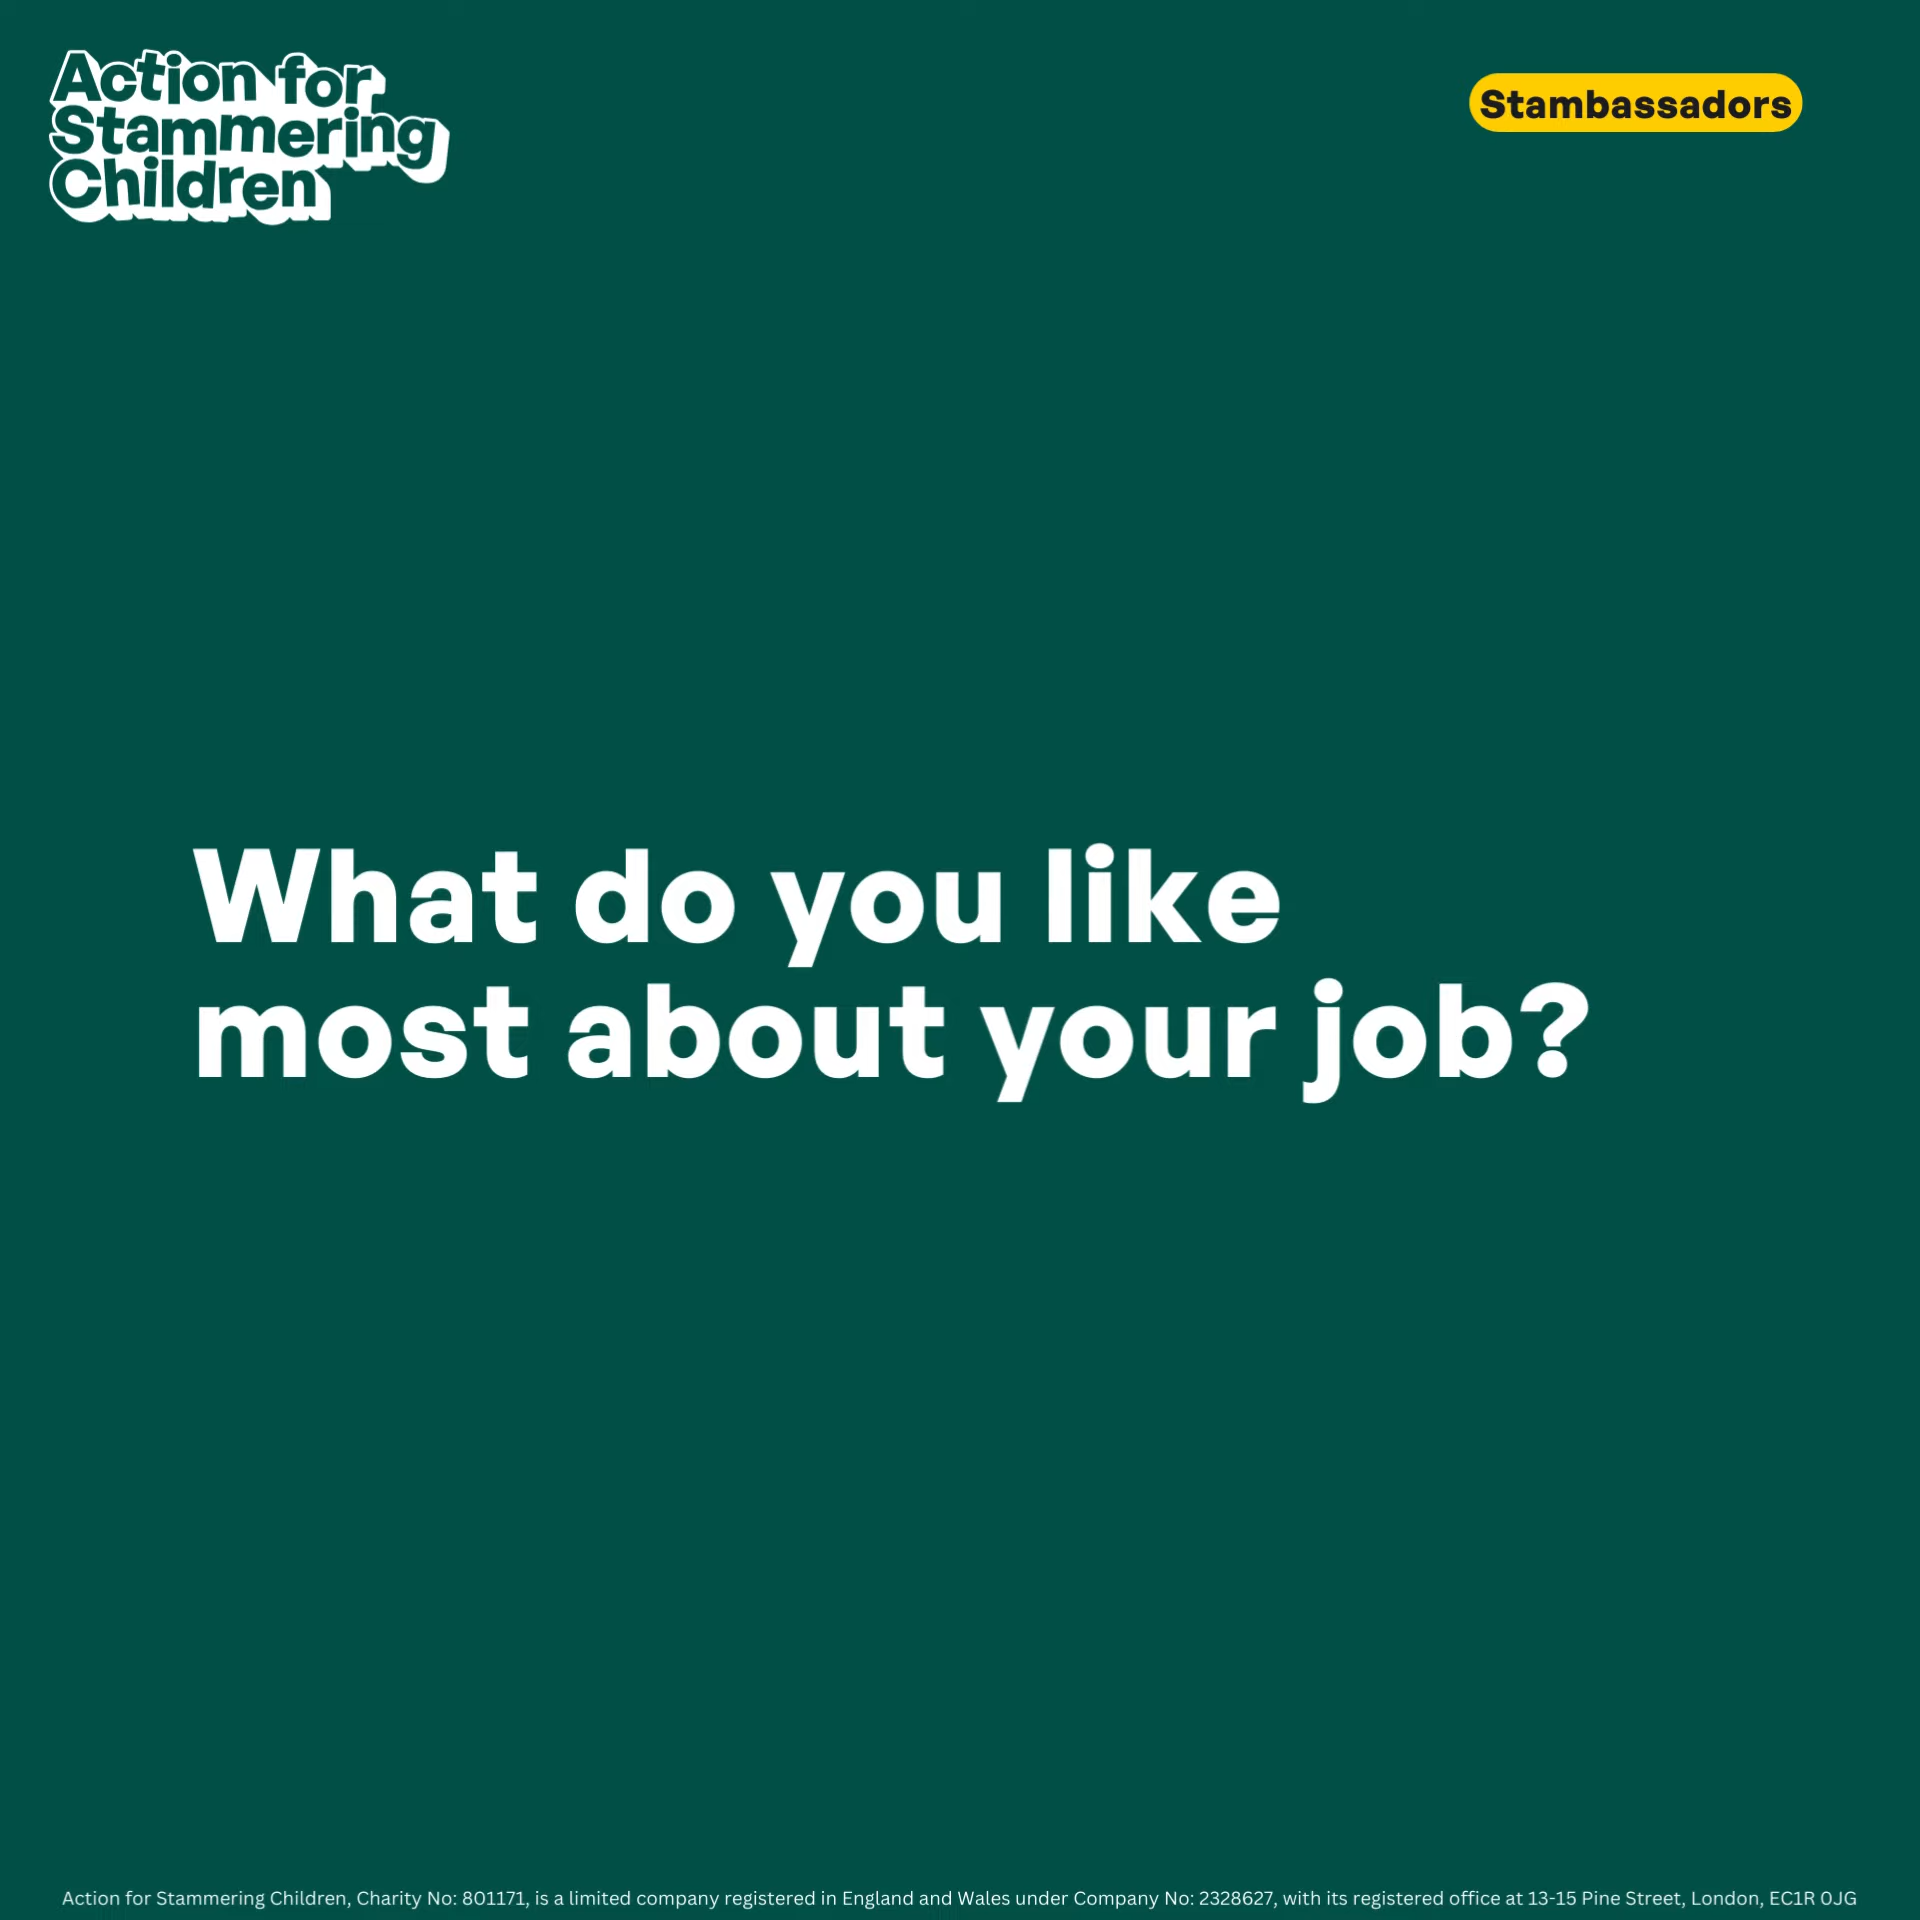 Action for
Stammering
Children
Stambassadors
What do you like
most about your job?
Action for Stammering Children, Charity No: 801171, is a limited company registered in England and Wales under Company No: 2328627, with its registered office at 13-15 Pine Street, London, EC1R 0JG